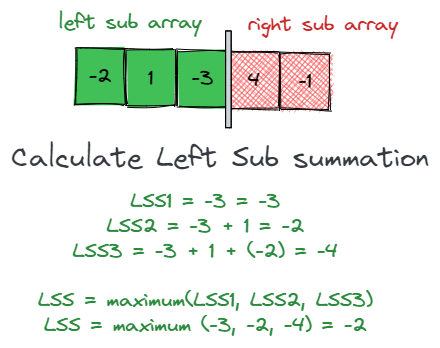 left sub array right sub array
-2 1 -3 4 -1
Calculate Left Sub summation
LSS1 = -3 = -3
LSS2 = -3 + 1 = -2
LSS3 = -3 + 1 + (-2) = -4
LSS = maximum(LSS1, LSS2, LSS3)
LSS = maximum (-3, -2, -4) = -2